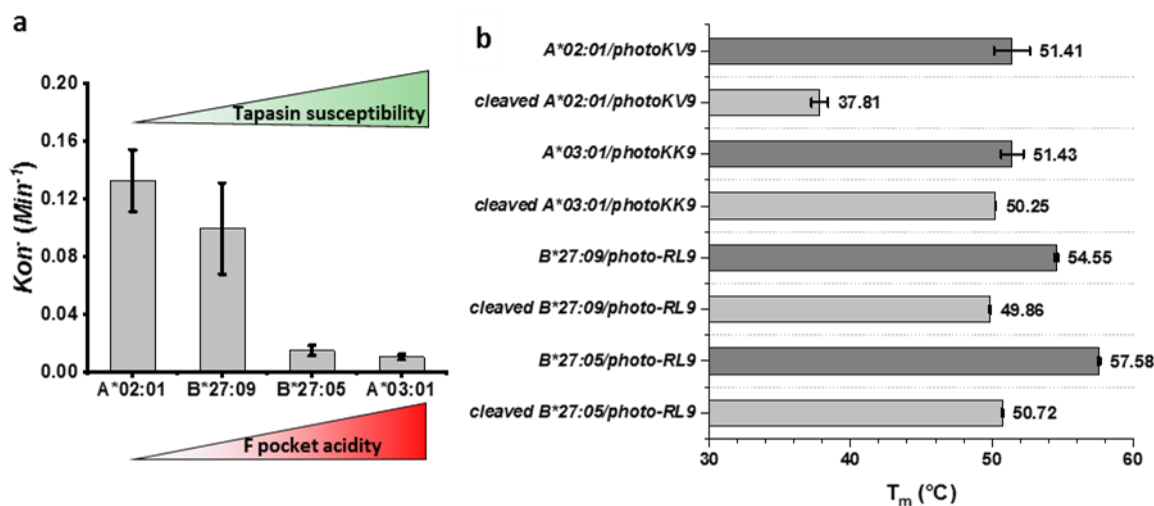 a
Kon⁻ (Min⁻¹)
0.20
0.16
0.12
0.08
0.04
0.00
Tapasin susceptibility
A*02:01 B*27:09 B*27:05 A*03:01
F pocket acidity
b
A*02:01/photoKV9 51.41
cleaved A*02:01/photoKV9 37.81
A*03:01/photoKK9 51.43
cleaved A*03:01/photoKK9 50.25
B*27:09/photo-RL9 54.55
cleaved B*27:09/photo-RL9 49.86
B*27:05/photo-RL9 57.58
cleaved B*27:05/photo-RL9 50.72
30 40 50 60
Tm (°C)